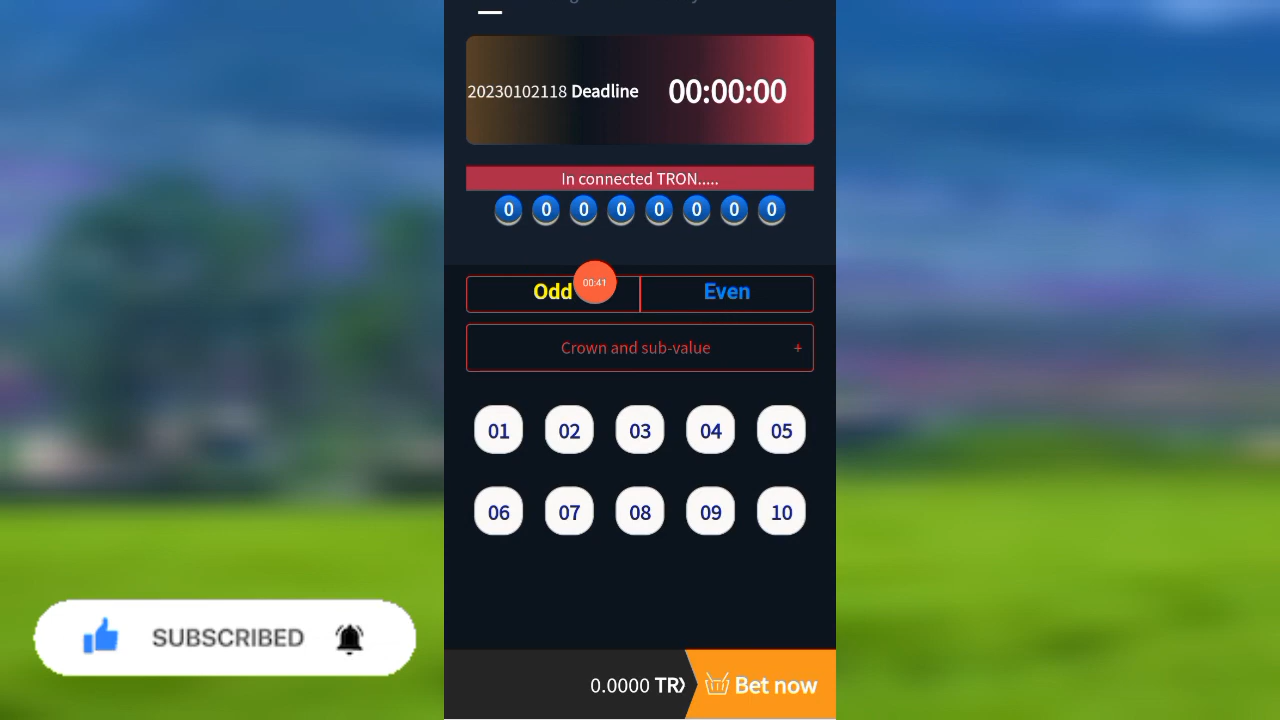 20230102118 Deadline 00:00:00
In connected TRON.....
0 0 0 0 0 0 0 0
Odd 00:41 Even
Crown and sub-value +
01 02 03 04 05
06 07 08 09 10
SUBSCRIBED
0.0000 TR Bet now